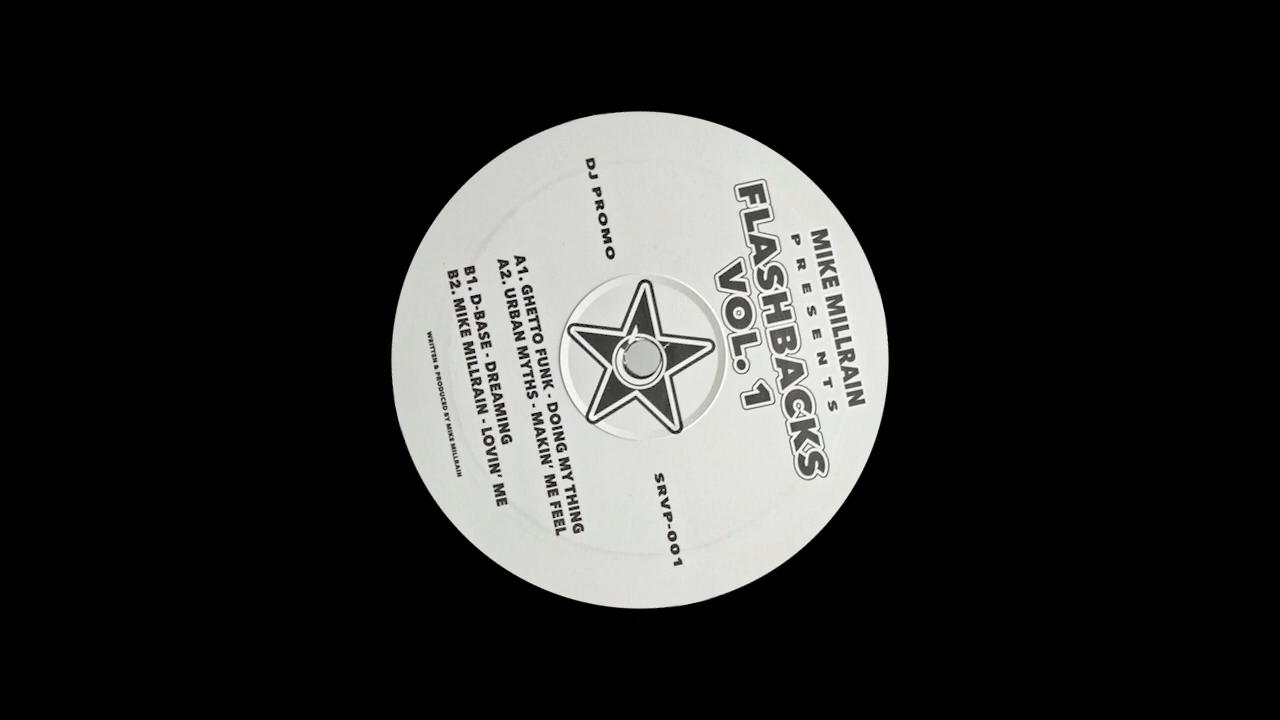 MIKE MILLRAIN
PRESENTS
FLASHBACKS
VOL. 1
DJ PROMO
SRVP-001
A1. GHETTO FUNK - DOING MY THING
A2. URBAN MYTHS - MAKIN' ME FEEL
B1. D-BASE - DREAMING
B2. MIKE MILLRAIN - LOVIN' ME
WRITTEN & PRODUCED BY MIKE MILLRAIN